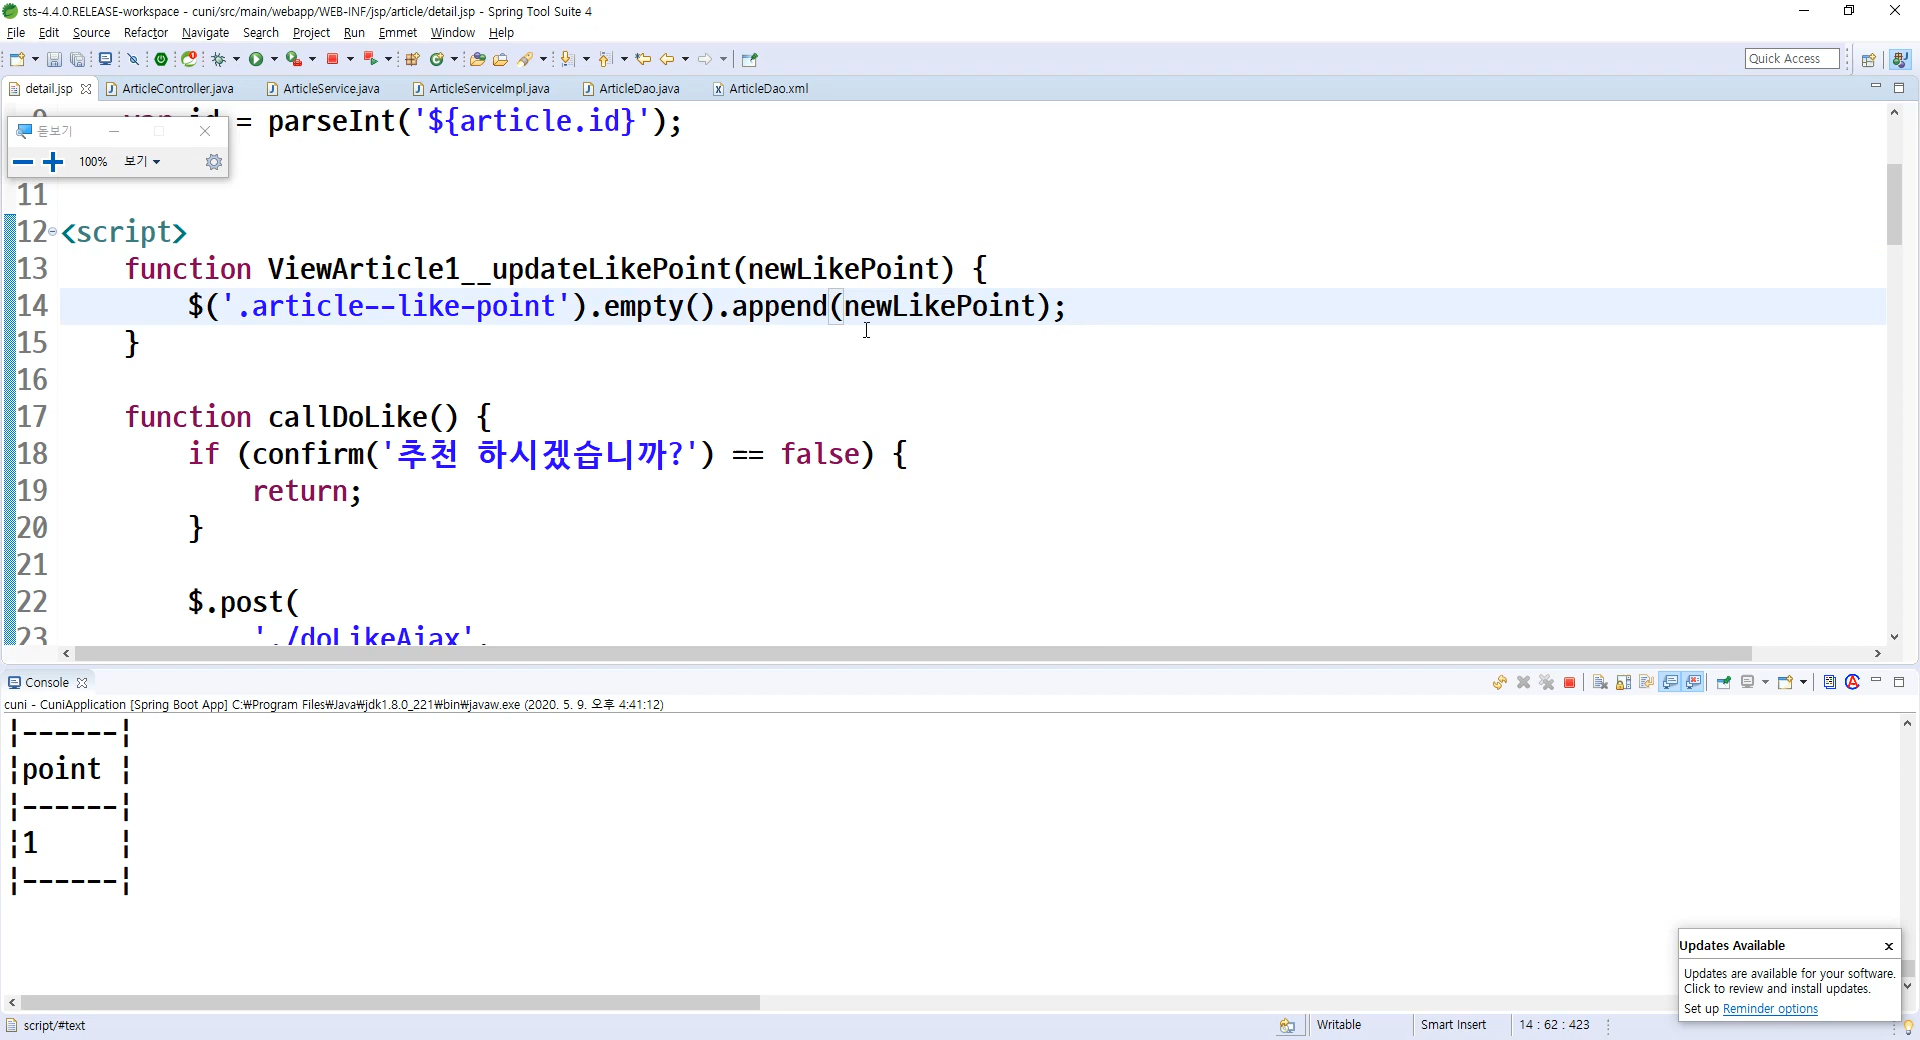 sts-4.4.0.RELEASE-workspace - cuni/src/main/webapp/WEB-INF/jsp/article/detail.jsp - Spring Tool Suite 4
File Edit Source Refactor Navigate Search Project Run Emmet Window Help
Quick Access
detail.jsp ArticleController.java ArticleService.java ArticleServiceImpl.java ArticleDao.java ArticleDao.xml
= parseInt('${article.id}');
돋보기
100% 보기
11
12 <script>
13 function ViewArticle1__updateLikePoint(newLikePoint) {
14 $('.article--like-point').empty().append(newLikePoint);
15 }
16
17 function callDoLike() {
18 if (confirm('추천 하시겠습니까?') == false) {
19 return;
20 }
21
22 $.post(
23 './doLikeAjax',
Console
cuni - CuniApplication [Spring Boot App] C:₩Program Files₩Java₩jdk1.8.0_221₩bin₩javaw.exe (2020. 5. 9. 오후 4:41:12)
|------|
|point |
|------|
|1 |
|------|
Updates Available
Updates are available for your software.
Click to review and install updates.
Set up Reminder options
script/#text
Writable Smart Insert 14 : 62 : 423